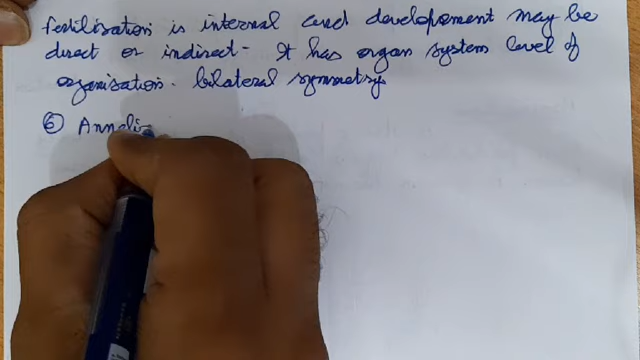 Fertilisation is internal and development may be
direct or indirect - It has organ system level of
organisation. bilateral symmetry
⑥ Anneli